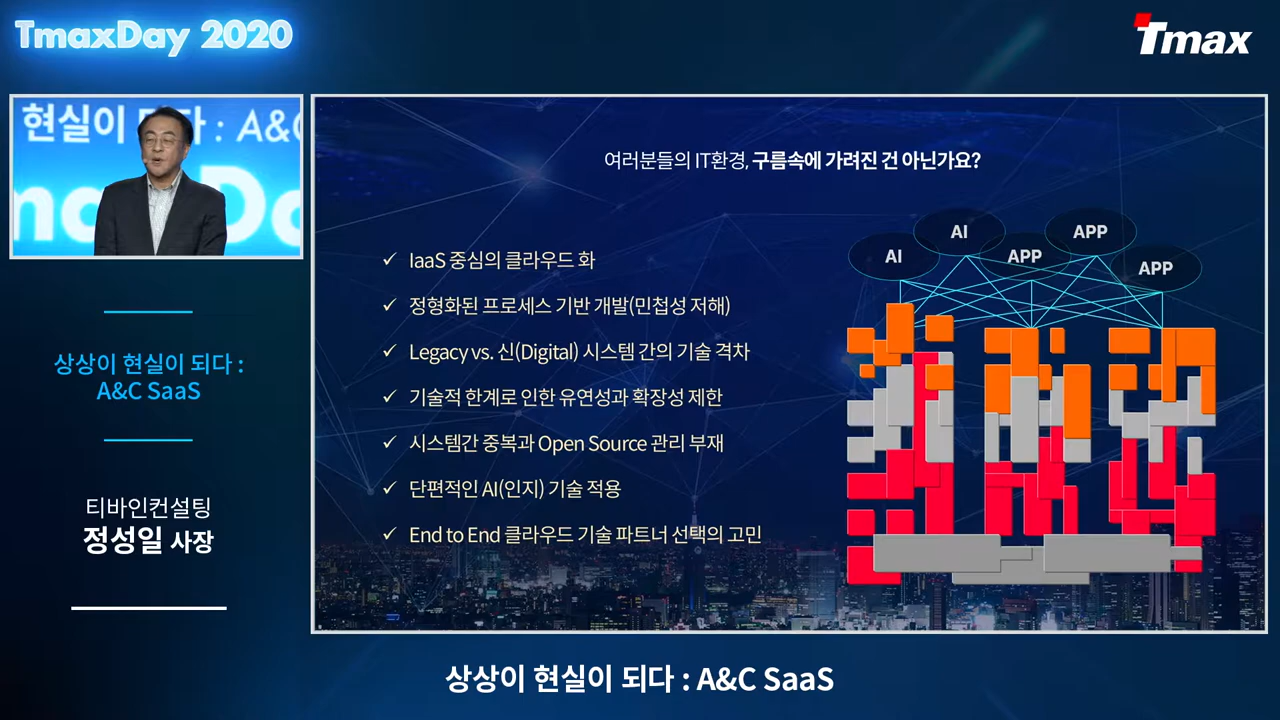 TmaxDay 2020
Tmax
현실이 되다 : A&C
상상이 현실이 되다 :
A&C SaaS
티바인컨설팅
정성일 사장
여러분들의 IT환경, 구름속에 가려진 건 아닌가요?
✓ IaaS 중심의 클라우드 화
✓ 정형화된 프로세스 기반 개발(민첩성 저해)
✓ Legacy vs. 신(Digital) 시스템 간의 기술 격차
✓ 기술적 한계로 인한 유연성과 확장성 제한
✓ 시스템간 중복과 Open Source 관리 부재
✓ 단편적인 AI(인지) 기술 적용
✓ End to End 클라우드 기술 파트너 선택의 고민
AI
AI
APP
APP
APP
상상이 현실이 되다 : A&C SaaS